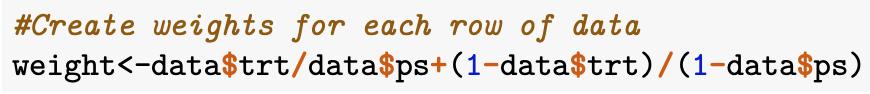 #Create weights for each row of data
weight<-data$trt/data$ps+(1-data$trt)/(1-data$ps)